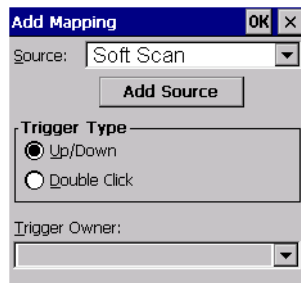 Add Mapping OK ×
Source: Soft Scan
Add Source
Trigger Type
Up/Down
Double Click
Trigger Owner: